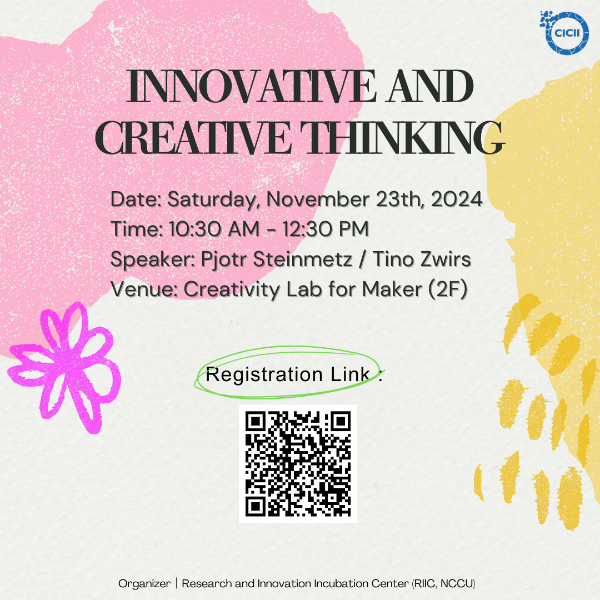 CICII
INNOVATIVE AND
CREATIVE THINKING
Date: Saturday, November 23th, 2024
Time: 10:30 AM - 12:30 PM
Speaker: Pjotr Steinmetz / Tino Zwirs
Venue: Creativity Lab for Maker (2F)
Registration Link :
Organizer | Research and Innovation Incubation Center (RIIC, NCCU)